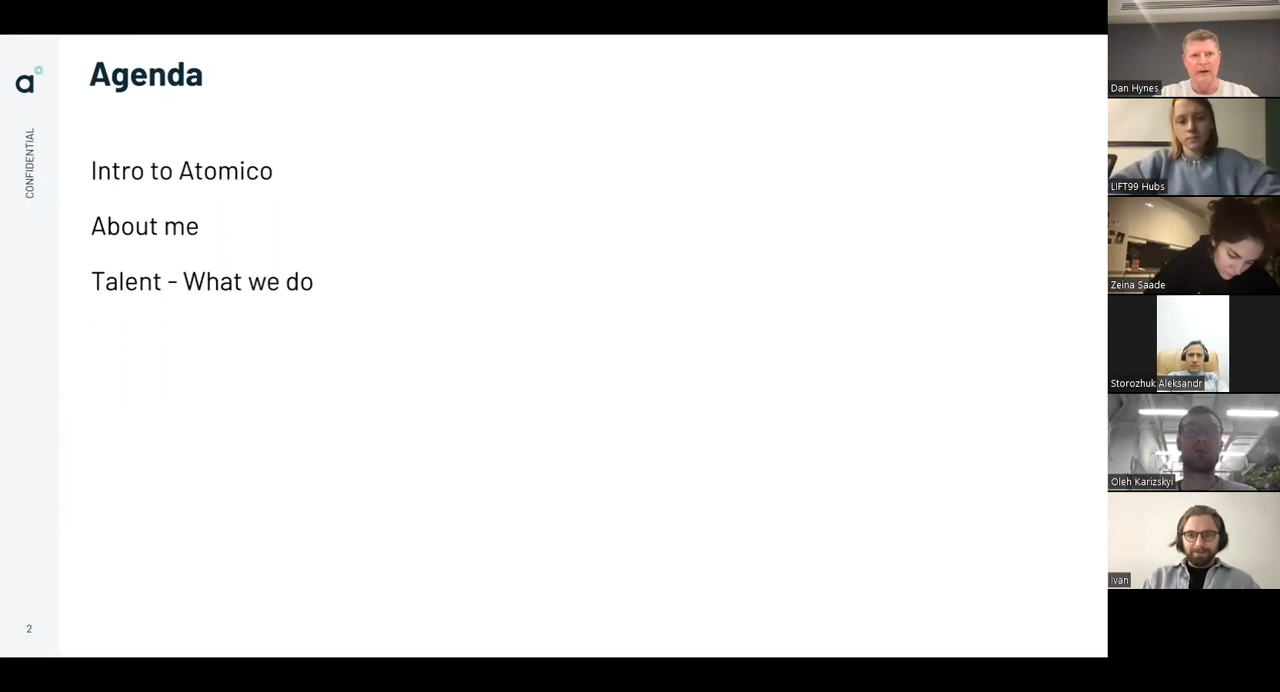 a
CONFIDENTIAL
Agenda
Intro to Atomico
About me
Talent - What we do
2
Dan Hynes
LIFT99 Hubs
Zeina Saade
Storozhuk Aleksandr
Oleh Karizskyi
Ivan